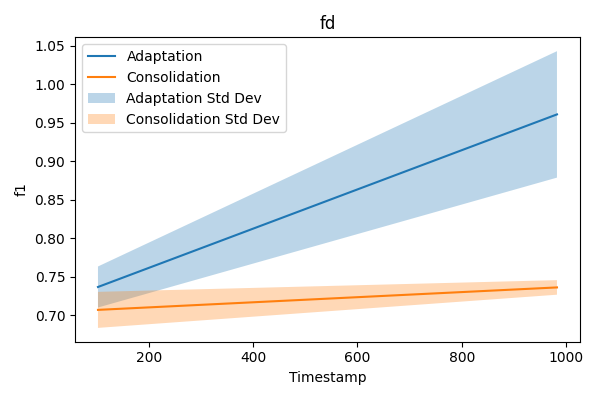 fd
1.05
1.00
0.95
0.90
0.85
0.80
0.75
0.70
f1
Adaptation
Consolidation
Adaptation Std Dev
Consolidation Std Dev
200
400
600
800
1000
Timestamp